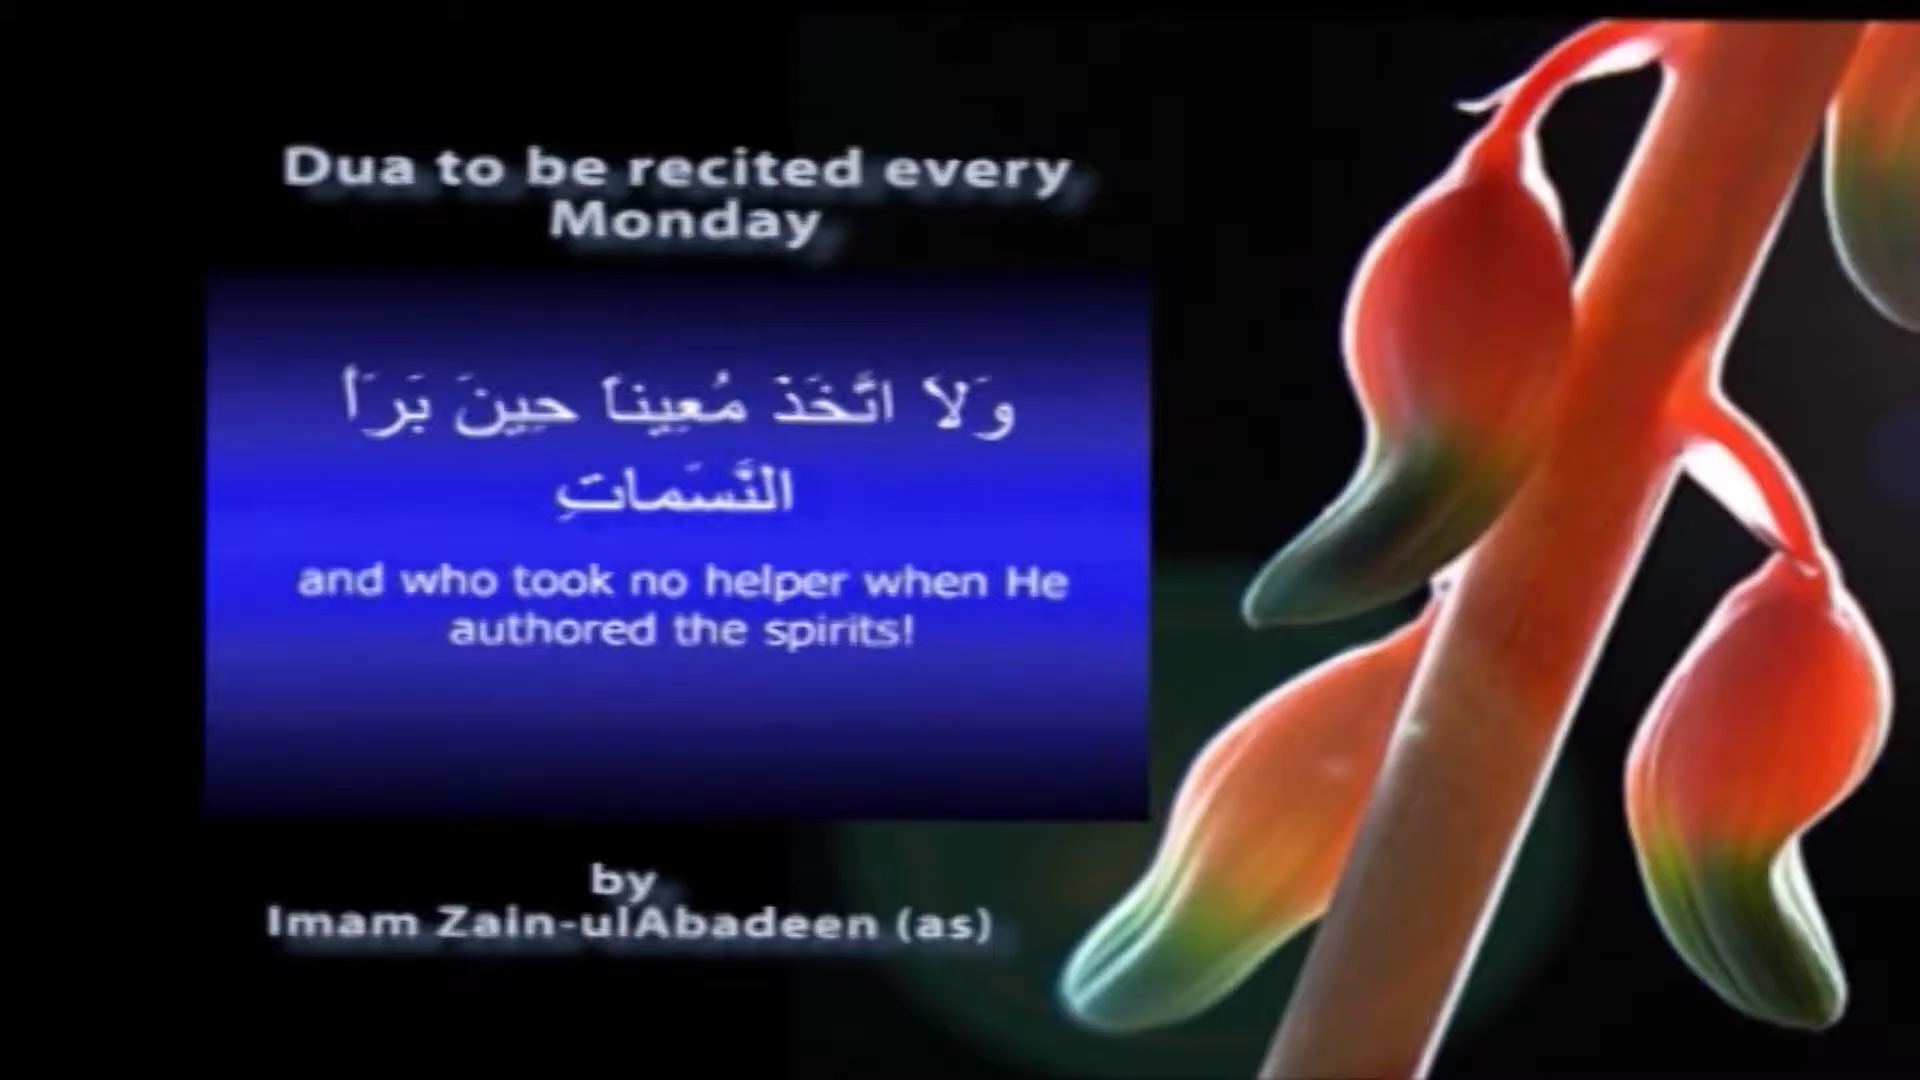 Dua to be recited every
Monday
وَلاَ اتَّخَذَ مُعِيناً حِينَ بَرَأَ
النَّسَماتِ
and who took no helper when He
authored the spirits!
by
Imam Zain-ulAbadeen (as)